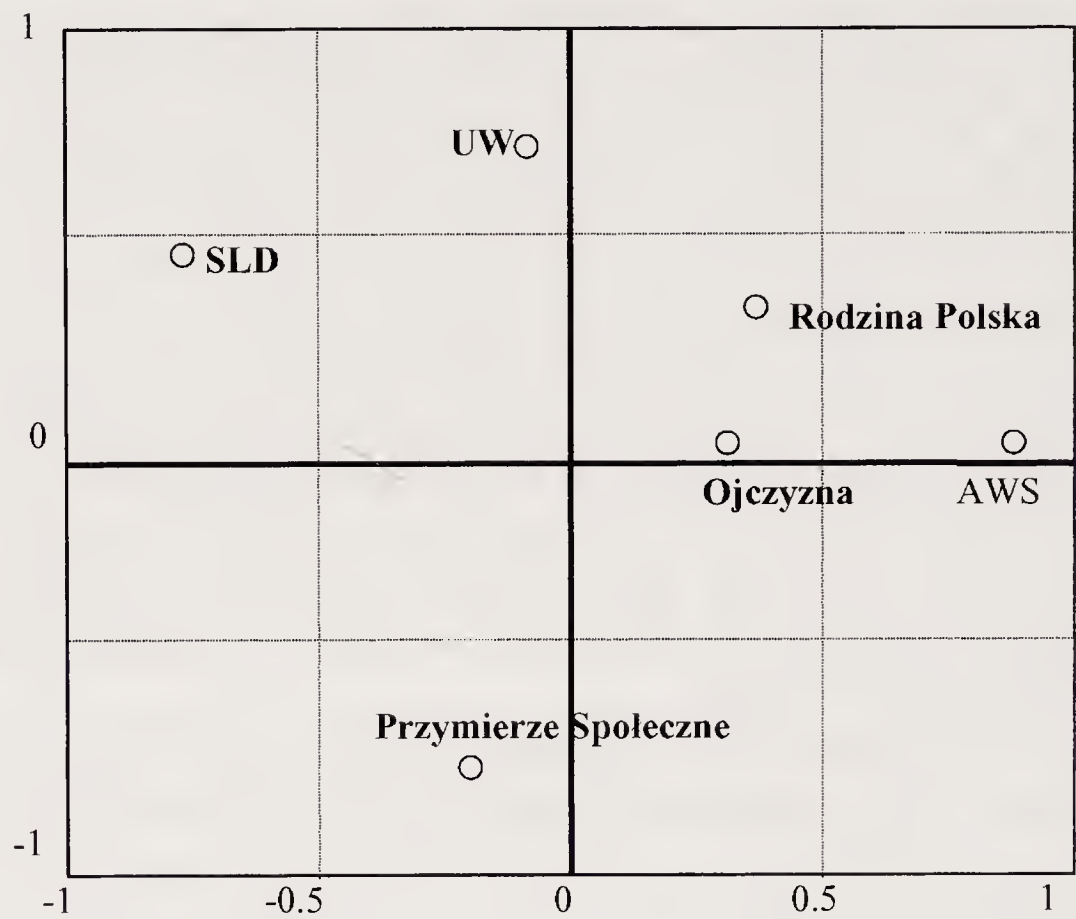 1
UW
SLD
Rodzina Polska
0
Ojczyzna
AWS
Przymierze Społeczne
-1
-1
-0.5
0
0.5
1